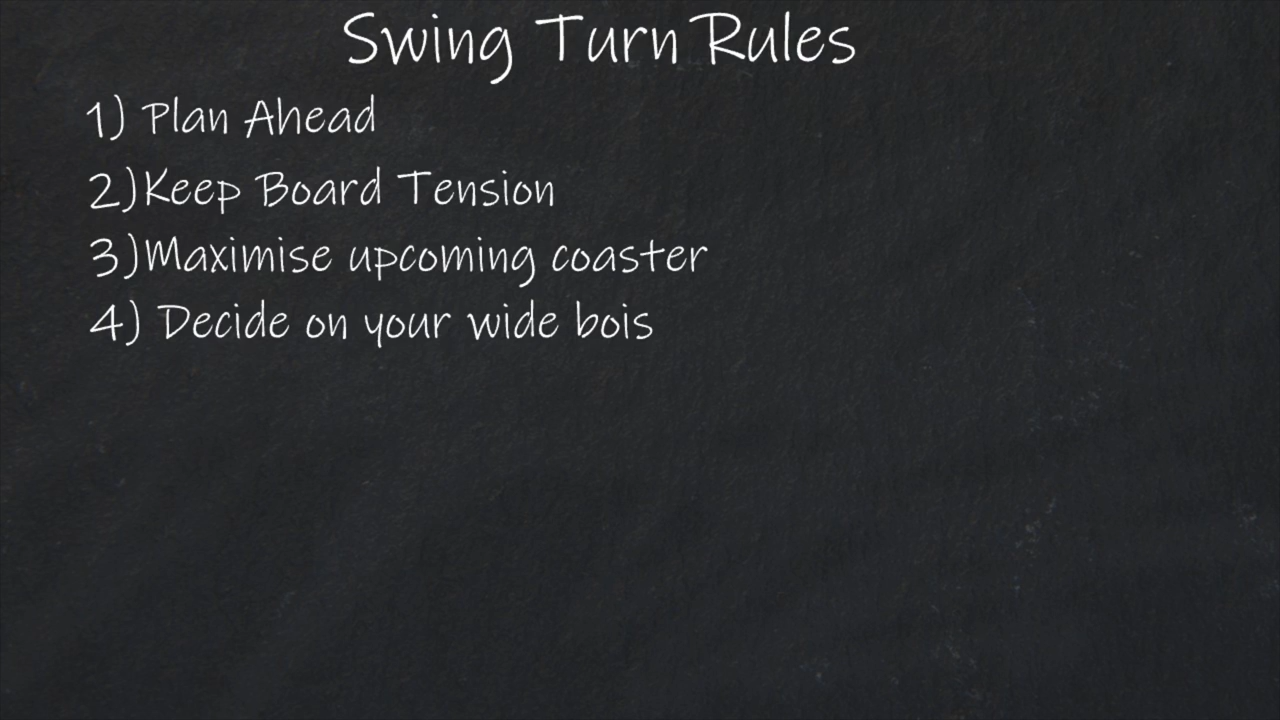 Swing Turn Rules
1) Plan Ahead
2)Keep Board Tension
3)Maximise upcoming coaster
4) Decide on your wide bois